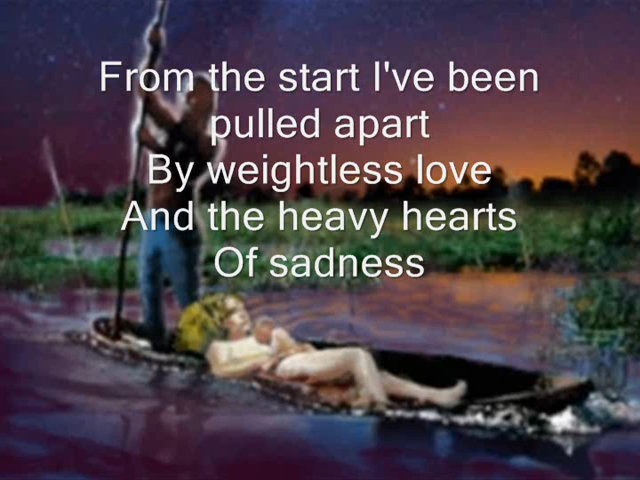 From the start I've been
pulled apart
By weightless love
And the heavy hearts
Of sadness